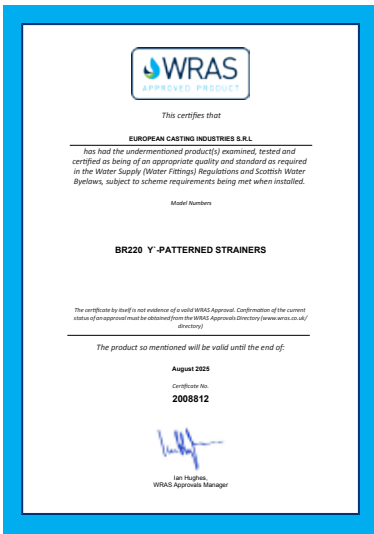 WRAS
APPROVED PRODUCT
This certifies that
EUROPEAN CASTING INDUSTRIES S.R.L
has had the undermentioned product(s) examined, tested and
certified as being of an appropriate quality and standard as required
in the Water Supply (Water Fittings) Regulations and Scottish Water
Byelaws, subject to scheme requirements being met when installed.
Model Numbers
BR220 Y`-PATTERNED STRAINERS
The certificate by itself is not evidence of a valid WRAS Approval. Confirmation of the current
status of an approval must be obtained from the WRAS Approvals Directory (www.wras.co.uk/
directory)
The product so mentioned will be valid until the end of:
August 2025
Certificate No.
2008812
Ian Hughes,
WRAS Approvals Manager